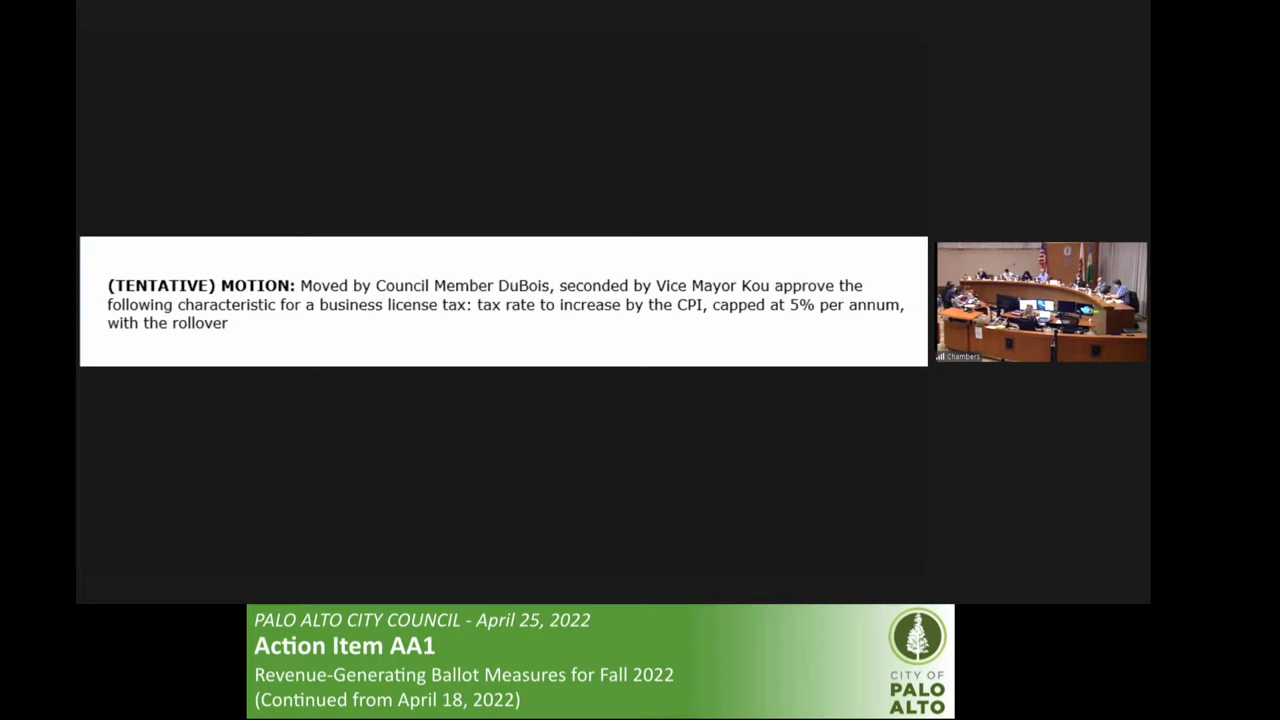 (TENTATIVE) MOTION: Moved by Council Member DuBois, seconded by Vice Mayor Kou approve the
following characteristic for a business license tax: tax rate to increase by the CPI, capped at 5% per annum,
with the rollover
Chambers
PALO ALTO CITY COUNCIL - April 25, 2022
Action Item AA1
Revenue-Generating Ballot Measures for Fall 2022
(Continued from April 18, 2022)
CITY OF
PALO
ALTO